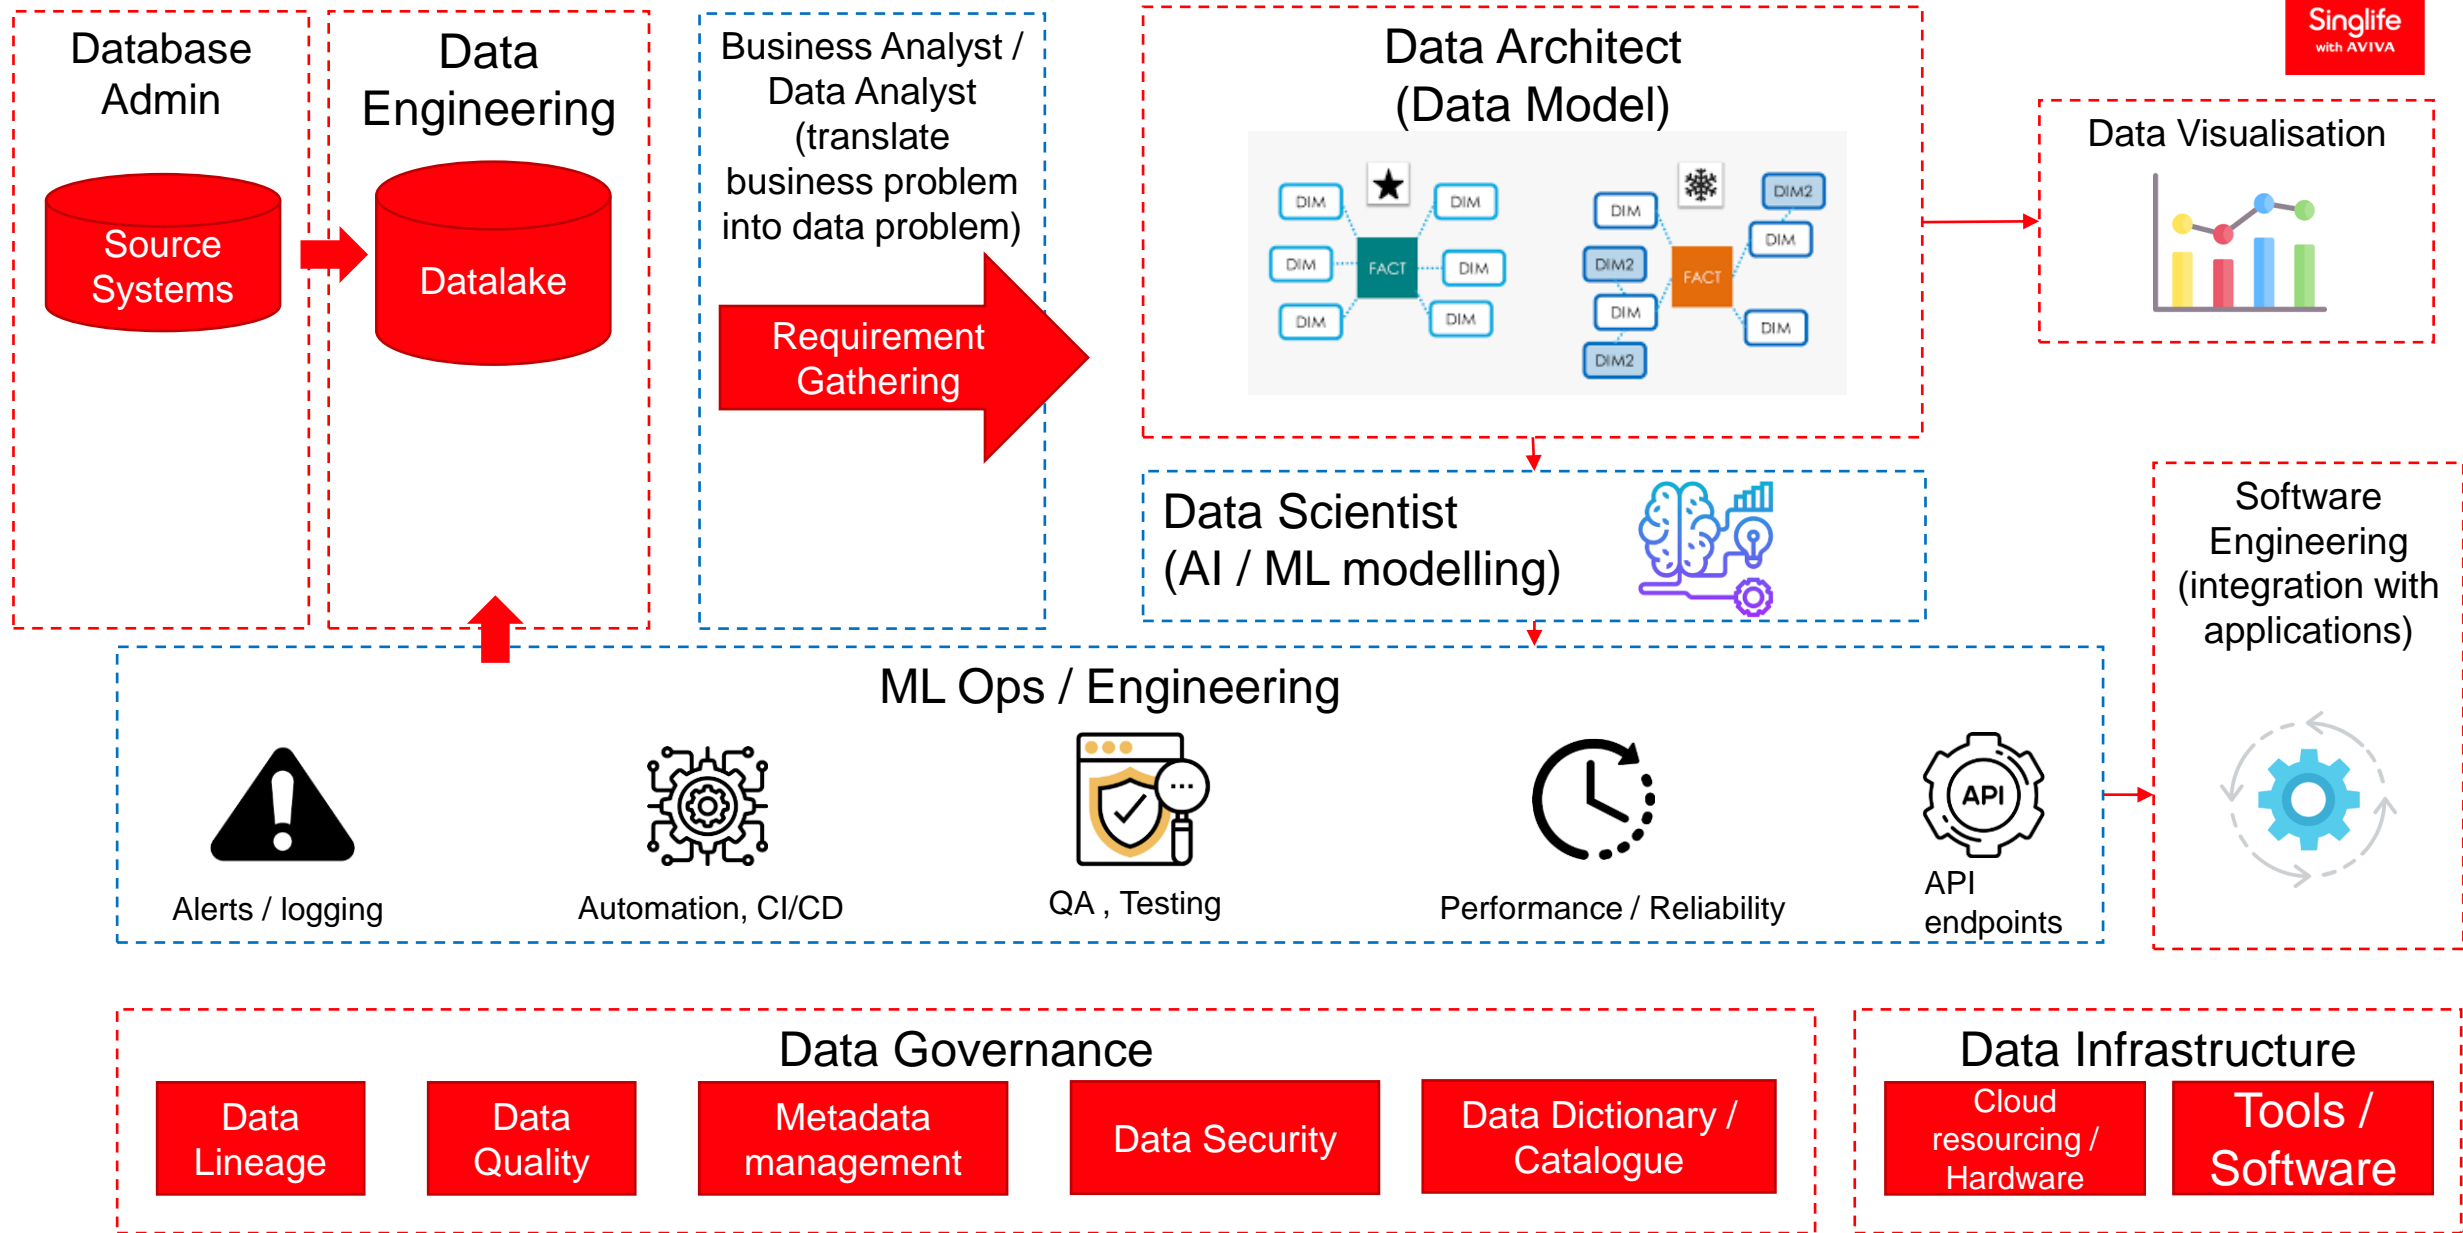 Singlife
with AVIVA
Database
Admin
Source
Systems
Data
Engineering
Datalake
Business Analyst /
Data Analyst
(translate
business problem
into data problem)
Requirement
Gathering
Data Architect
(Data Model)
DIM
DIM
DIM
FACT
DIM
DIM
DIM
DIM
DIM2
DIM
DIM2
FACT
DIM
DIM
DIM2
Data Visualisation
Data Scientist
(AI / ML modelling)
Software
Engineering
(integration with
applications)
ML Ops / Engineering
Alerts / logging
Automation, CI/CD
QA , Testing
Performance / Reliability
API
API
endpoints
Data Governance
Data
Lineage
Data
Quality
Metadata
management
Data Security
Data Dictionary /
Catalogue
Data Infrastructure
Cloud
resourcing /
Hardware
Tools /
Software